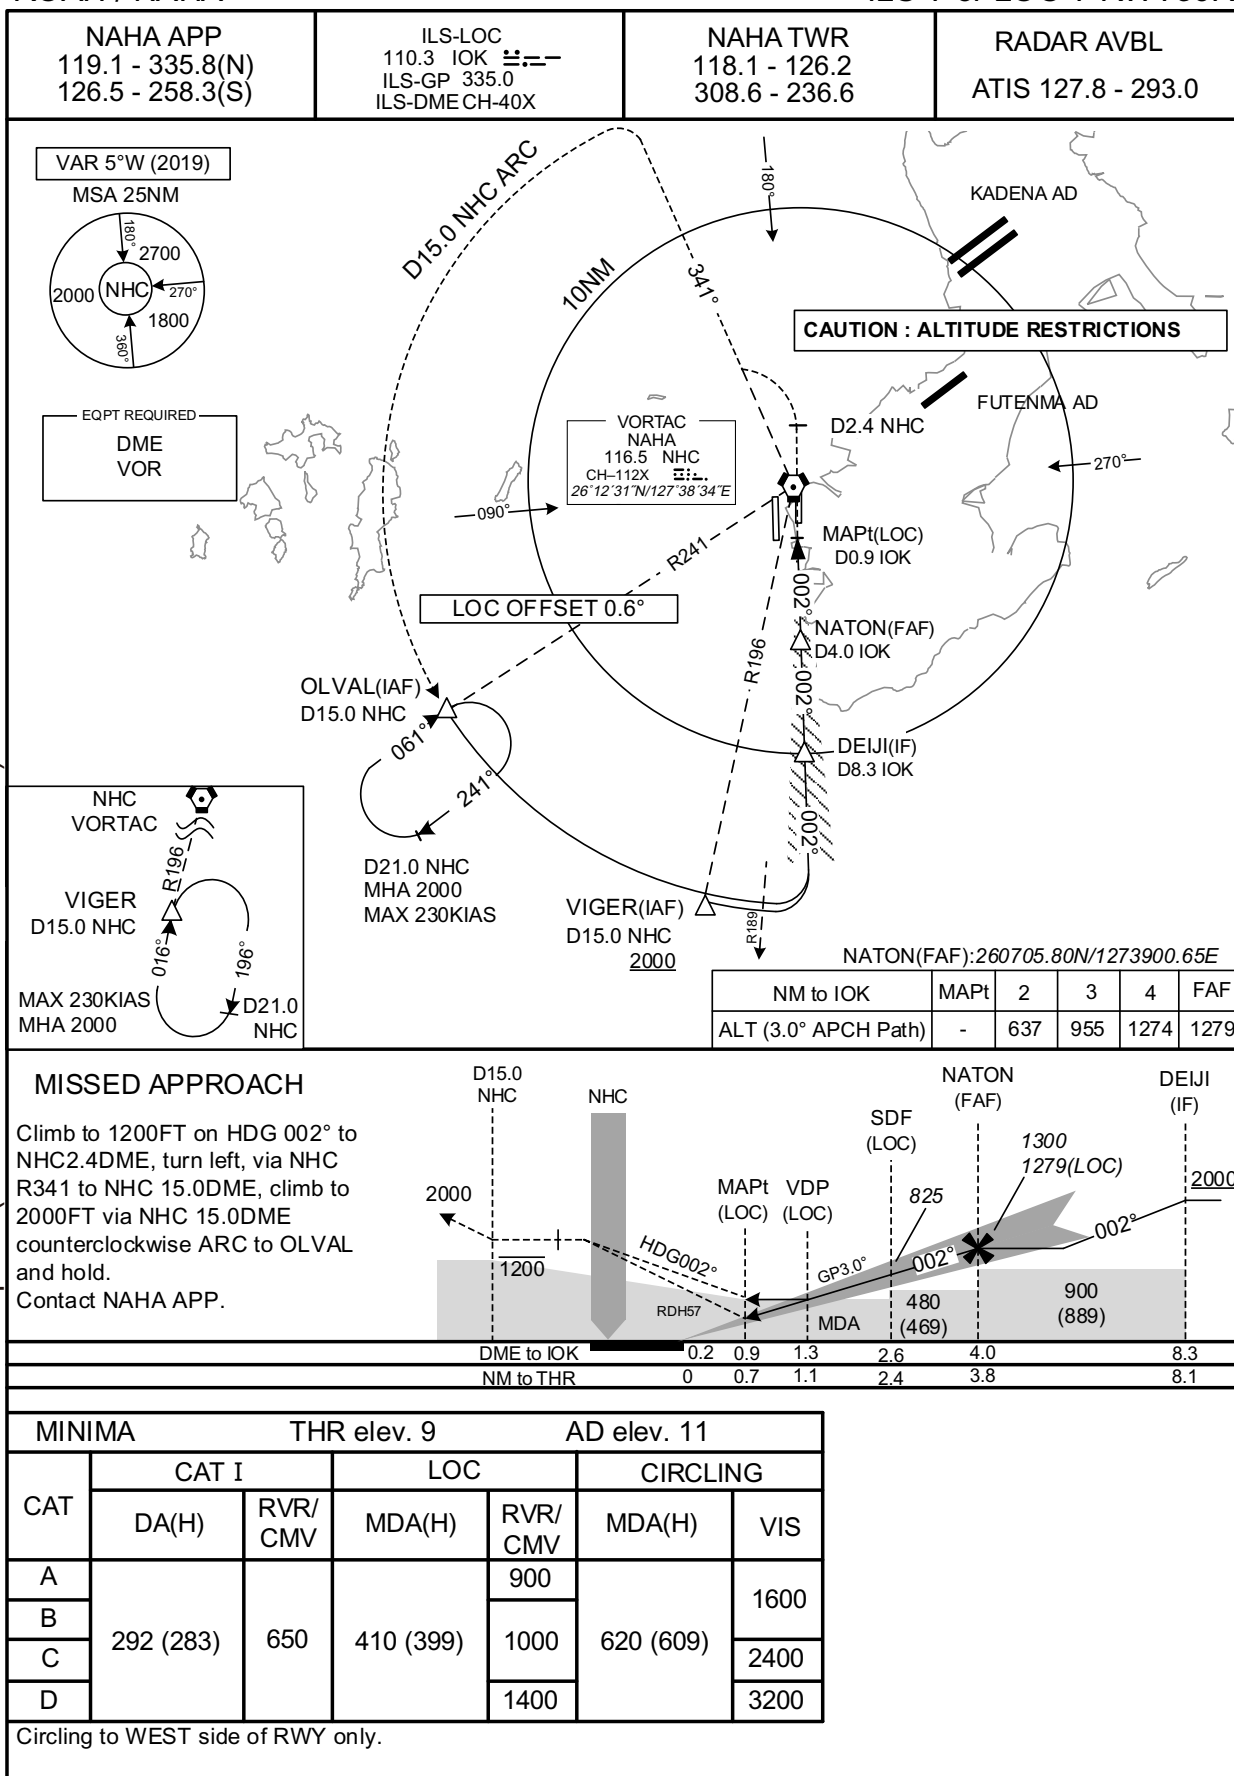 NAHA APP
119.1 - 335.8(N)
126.5 - 258.3(S)
ILS-LOC
110.3 IOK
ILS-GP 335.0
ILS-DME CH-40X
NAHA TWR
118.1 - 126.2
308.6 - 236.6
RADAR AVBL
ATIS 127.8 - 293.0
VAR 5°W (2019)
MSA 25NM
180°
2700
2000
NHC
270°
1800
360°
EQPT REQUIRED
DME
VOR
D15.0 NHC ARC
10NM
341°
180°
KADENA AD
CAUTION : ALTITUDE RESTRICTIONS
FUTENMA AD
D2.4 NHC
270°
090°
VORTAC
NAHA
116.5 NHC
CH-112X
26°12′31″N/127°38′34″E
MAPt(LOC)
D0.9 IOK
R241
LOC OFFSET 0.6°
002°
NATON(FAF)
D4.0 IOK
R196
002°
OLVAL(IAF)
D15.0 NHC
061°
241°
DEIJI(IF)
D8.3 IOK
002°
D21.0 NHC
MHA 2000
MAX 230KIAS
VIGER(IAF)
D15.0 NHC
2000
R189
NHC
VORTAC
R196
VIGER
D15.0 NHC
016°
196°
MAX 230KIAS
MHA 2000
D21.0
NHC
NATON(FAF):260705.80N/1273900.65E
NM to IOK MAPt 2 3 4 FAF
ALT (3.0° APCH Path) - 637 955 1274 1279
MISSED APPROACH
Climb to 1200FT on HDG 002° to
NHC2.4DME, turn left, via NHC
R341 to NHC 15.0DME, climb to
2000FT via NHC 15.0DME
counterclockwise ARC to OLVAL
and hold.
Contact NAHA APP.
D15.0
NHC
NHC
2000
1200
HDG002°
RDH57
MAPt
(LOC)
VDP
(LOC)
SDF
(LOC)
NATON
(FAF)
DEIJI
(IF)
825
1300
1279(LOC)
2000
GP3.0°
002°
002°
MDA
480
(469)
900
(889)
DME to IOK 0.2 0.9 1.3 2.6 4.0 8.3
NM to THR 0 0.7 1.1 2.4 3.8 8.1
MINIMA THR elev. 9 AD elev. 11
CAT CAT I LOC CIRCLING
DA(H) RVR/CMV MDA(H) RVR/CMV MDA(H) VIS
A 292 (283) 650 410 (399) 900 620 (609) 1600
B 1000
C 2400
D 1400 3200
Circling to WEST side of RWY only.